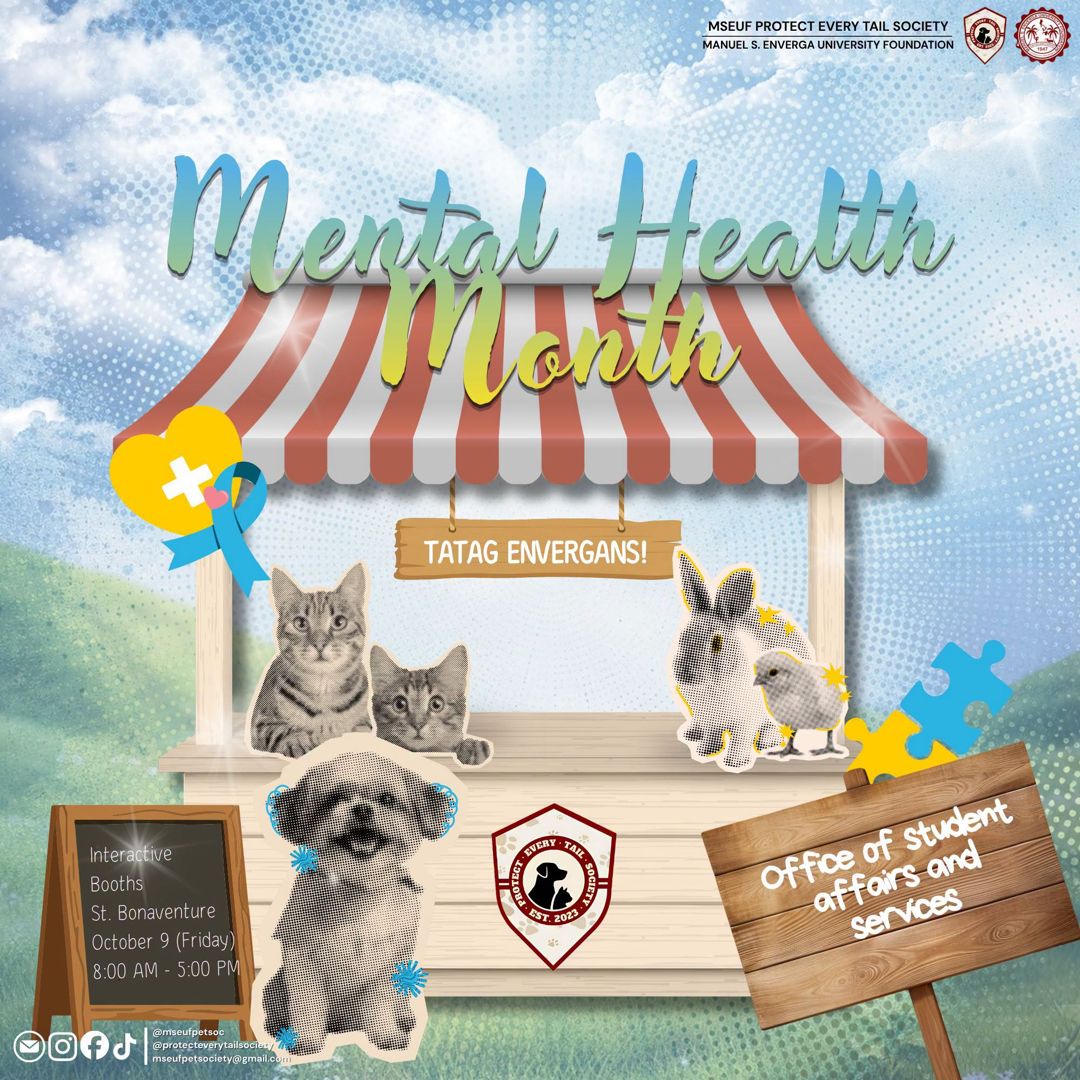 MSEUF PROTECT EVERY TAIL SOCIETY
MANUEL S. ENVERGA UNIVERSITY FOUNDATION
Mental Health
Month
TATAG ENVERGANS!
Interactive
Booths
St. Bonaventure
October 9 (Friday)
8:00 AM - 5:00 PM
PROTECT · EVERY · TAIL · SOCIETY
EST. 2023
Office of student
affairs and
services
@mseufpetsoc
@protecteverytailsociety
mseufpetsociety@gmail.com